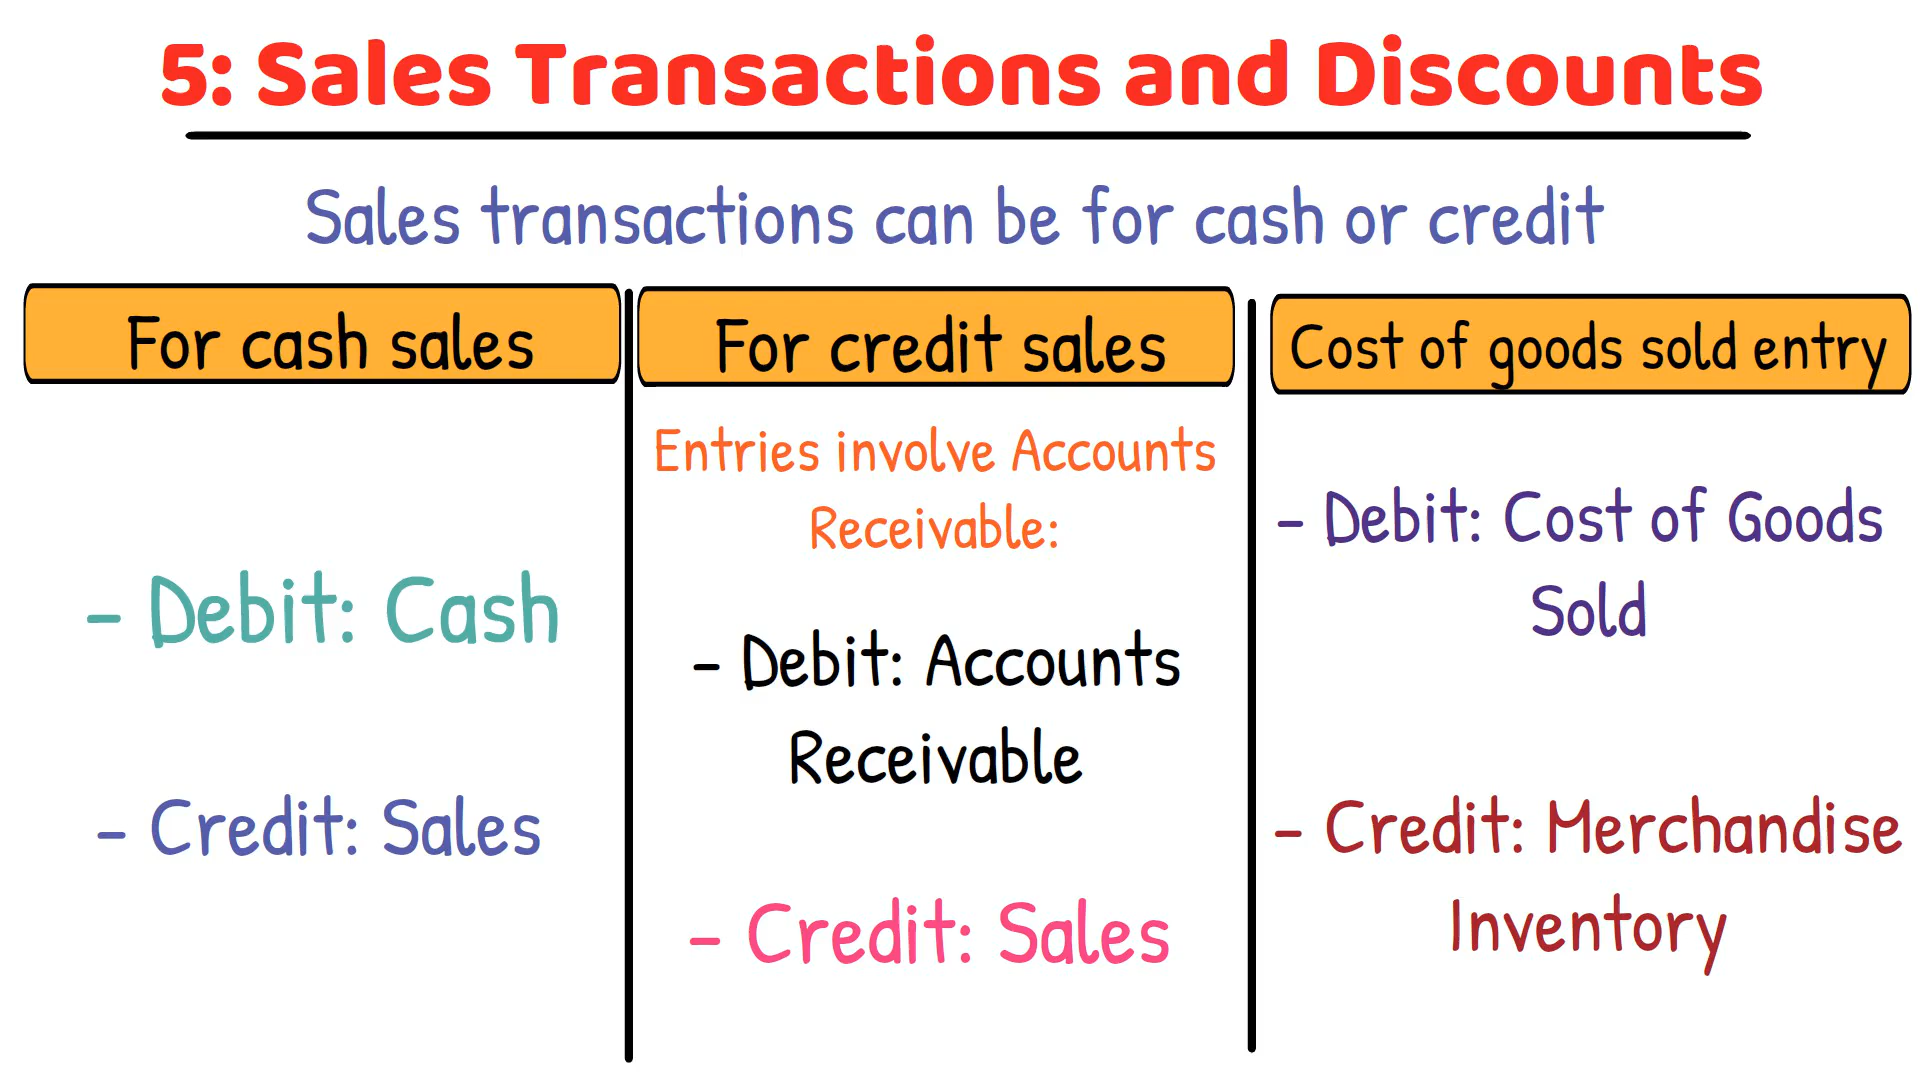 5: Sales Transactions and Discounts
Sales transactions can be for cash or credit
For cash sales
- Debit: Cash
- Credit: Sales
For credit sales
Entries involve Accounts
Receivable:
- Debit: Accounts
Receivable
- Credit: Sales
Cost of goods sold entry
- Debit: Cost of Goods
Sold
- Credit: Merchandise
Inventory